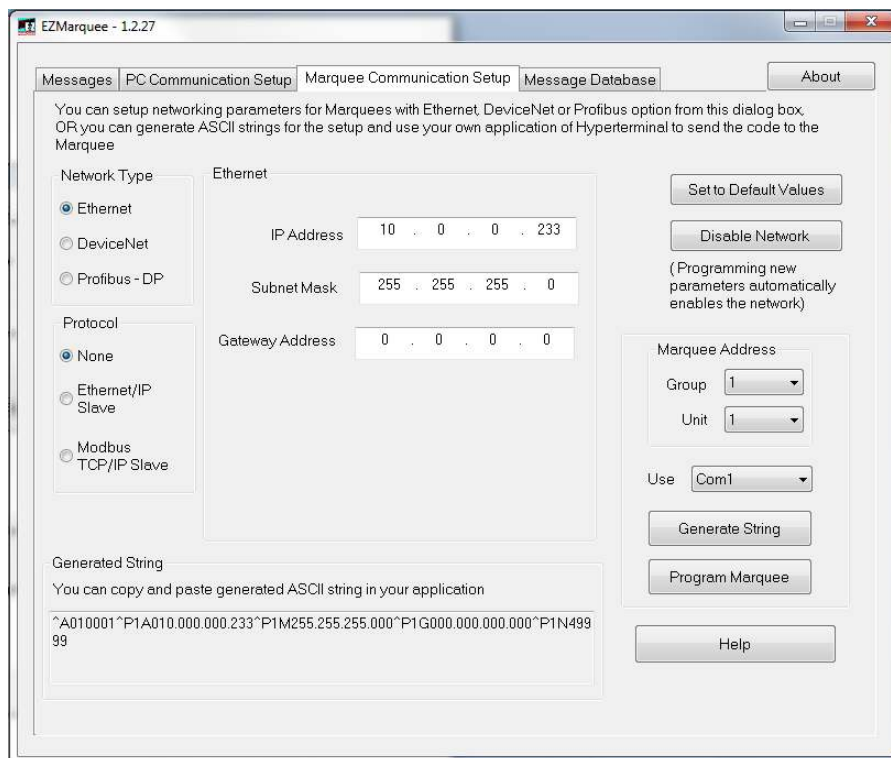 EZMarquee - 1.2.27
Messages
PC Communication Setup
Marquee Communication Setup
Message Database
About
You can setup networking parameters for Marquees with Ethernet, DeviceNet or Profibus option from this dialog box,
OR you can generate ASCII strings for the setup and use your own application of Hyperterminal to send the code to the
Marquee
Network Type
Ethernet
DeviceNet
Profibus - DP
Protocol
None
Ethernet/IP
Slave
Modbus
TCP/IP Slave
Ethernet
IP Address 10 . 0 . 0 . 233
Subnet Mask 255 . 255 . 255 . 0
Gateway Address 0 . 0 . 0 . 0
Set to Default Values
Disable Network
( Programming new
parameters automatically
enables the network)
Marquee Address
Group 1
Unit 1
Use Com1
Generate String
Program Marquee
Help
Generated String
You can copy and paste generated ASCII string in your application
^A010001^P1A010.000.000.233^P1M255.255.255.000^P1G000.000.000.000^P1N499
99